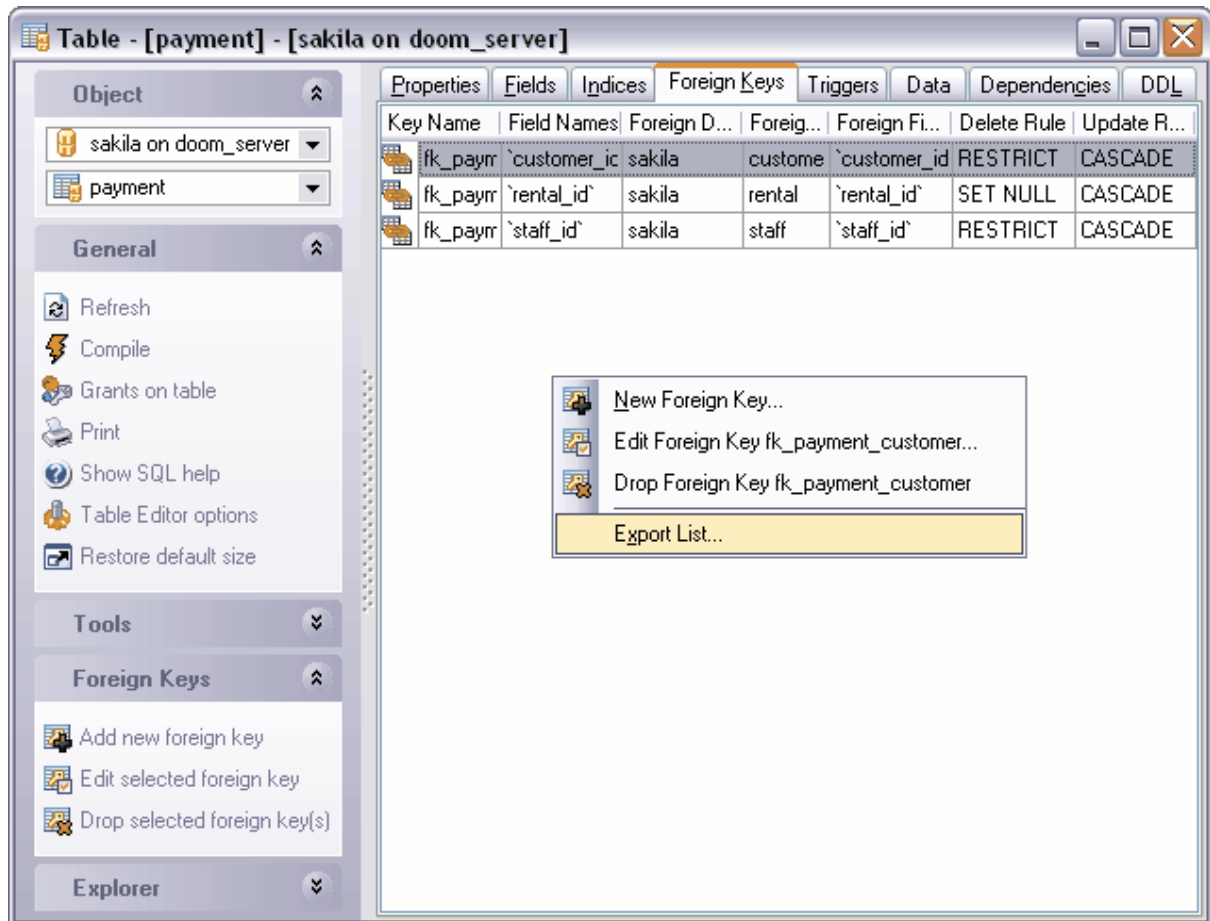 Table - [payment] - [sakila on doom_server]
Object
sakila on doom_server
payment
General
Refresh
Compile
Grants on table
Print
Show SQL help
Table Editor options
Restore default size
Tools
Foreign Keys
Add new foreign key
Edit selected foreign key
Drop selected foreign key(s)
Explorer
Properties Fields Indices Foreign Keys Triggers Data Dependencies DDL
Key Name Field Names Foreign D... Foreig... Foreign Fi... Delete Rule Update R...
fk_paym `customer_ic sakila custome `customer_id RESTRICT CASCADE
fk_paym `rental_id` sakila rental `rental_id` SET NULL CASCADE
fk_paym `staff_id` sakila staff `staff_id` RESTRICT CASCADE
New Foreign Key...
Edit Foreign Key fk_payment_customer...
Drop Foreign Key fk_payment_customer
Export List...